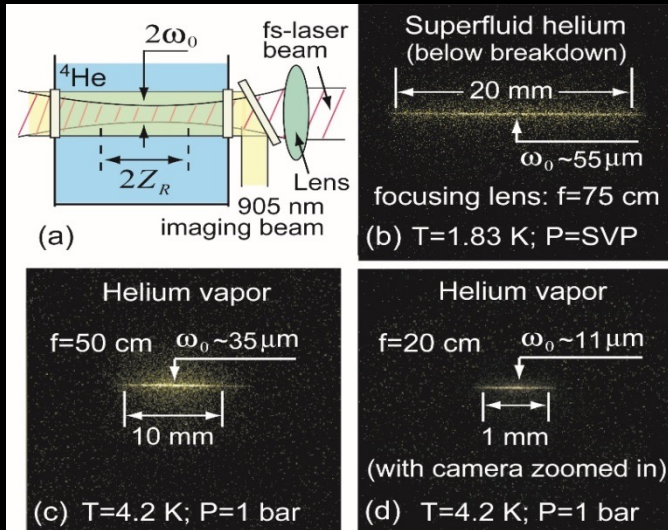 2ω₀
fs-laser
beam
⁴He
2Z_R
Lens
905 nm
imaging beam
(a)
Superfluid helium
(below breakdown)
20 mm
ω₀~55μm
focusing lens: f=75 cm
(b) T=1.83 K; P=SVP
Helium vapor
f=50 cm
ω₀~35μm
10 mm
(c) T=4.2 K; P=1 bar
Helium vapor
f=20 cm
ω₀~11μm
1 mm
(with camera zoomed in)
(d) T=4.2 K; P=1 bar